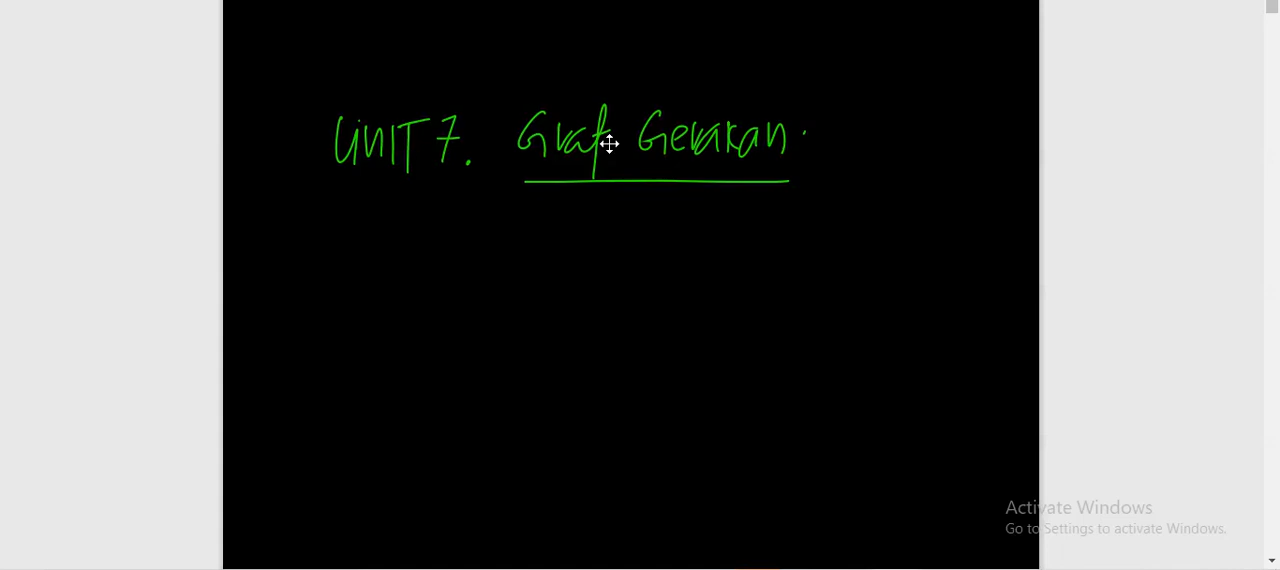 UNIT 7. Graf Gerakan.
Activate Windows
Go to Settings to activate Windows.